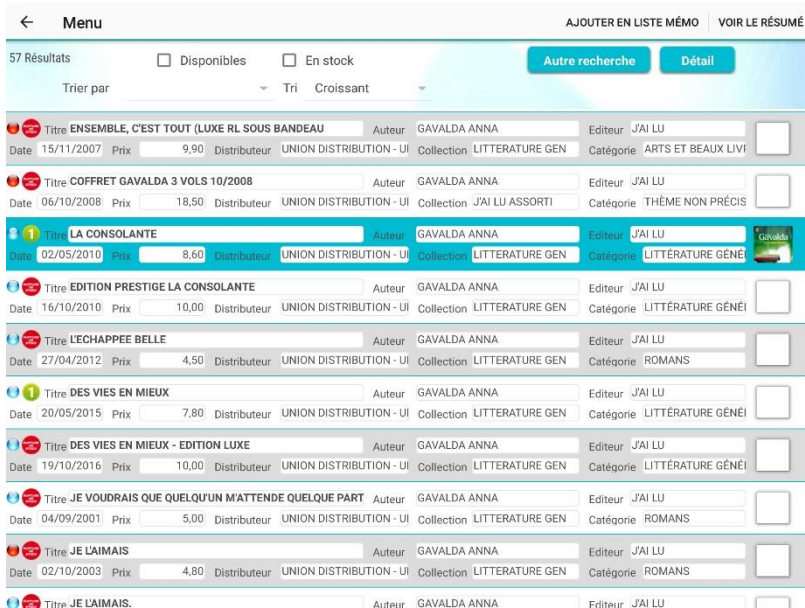 ← Menu AJOUTER EN LISTE MÉMO VOIR LE RÉSUMÉ
57 Résultats Disponibles En stock Autre recherche Détail
Trier par Tri Croissant
Titre ENSEMBLE, C'EST TOUT (LUXE RL SOUS BANDEAU Auteur GAVALDA ANNA Editeur J'AI LU
Date 15/11/2007 Prix 9,90 Distributeur UNION DISTRIBUTION - UI Collection LITTERATURE GEN Catégorie ARTS ET BEAUX LIVI
Titre COFFRET GAVALDA 3 VOLS 10/2008 Auteur GAVALDA ANNA Editeur J'AI LU
Date 06/10/2008 Prix 18,50 Distributeur UNION DISTRIBUTION - UI Collection J'AI LU ASSORTI Catégorie THÈME NON PRÉCIS
1 Titre LA CONSOLANTE Auteur GAVALDA ANNA Editeur J'AI LU Gavalda
Date 02/05/2010 Prix 8,60 Distributeur UNION DISTRIBUTION - UI Collection LITTERATURE GEN Catégorie LITTÉRATURE GÉNÉI
Titre EDITION PRESTIGE LA CONSOLANTE Auteur GAVALDA ANNA Editeur J'AI LU
Date 16/10/2010 Prix 10,00 Distributeur UNION DISTRIBUTION - UI Collection LITTERATURE GEN Catégorie LITTÉRATURE GÉNÉI
Titre L'ECHAPPEE BELLE Auteur GAVALDA ANNA Editeur J'AI LU
Date 27/04/2012 Prix 4,50 Distributeur UNION DISTRIBUTION - UI Collection LITTERATURE GEN Catégorie ROMANS
1 Titre DES VIES EN MIEUX Auteur GAVALDA ANNA Editeur J'AI LU
Date 20/05/2015 Prix 7,80 Distributeur UNION DISTRIBUTION - UI Collection LITTERATURE GEN Catégorie LITTÉRATURE GÉNÉI
Titre DES VIES EN MIEUX - EDITION LUXE Auteur GAVALDA ANNA Editeur J'AI LU
Date 19/10/2016 Prix 10,00 Distributeur UNION DISTRIBUTION - UI Collection LITTERATURE GEN Catégorie LITTÉRATURE GÉNÉI
Titre JE VOUDRAIS QUE QUELQU'UN M'ATTENDE QUELQUE PART Auteur GAVALDA ANNA Editeur J'AI LU
Date 04/09/2001 Prix 5,00 Distributeur UNION DISTRIBUTION - UI Collection LITTERATURE GEN Catégorie ROMANS
Titre JE L'AIMAIS Auteur GAVALDA ANNA Editeur J'AI LU
Date 02/10/2003 Prix 4,80 Distributeur UNION DISTRIBUTION - UI Collection LITTERATURE GEN Catégorie ROMANS
Titre JE L'AIMAIS. Auteur GAVALDA ANNA Editeur J'AI LU